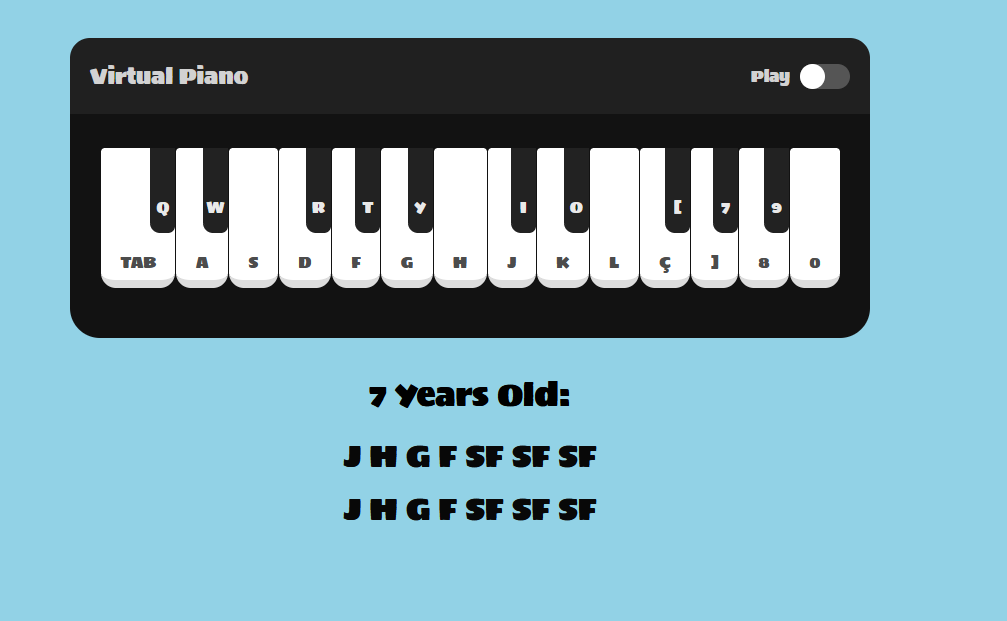 Virtual Piano
Play
Q W R T Y I O [ 7 9
TAB A S D F G H J K L Ç ] 8 0
7 Years Old:
J H G F SF SF SF
J H G F SF SF SF